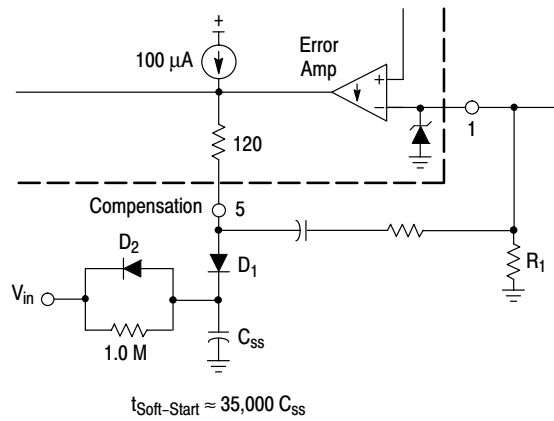 +
100 µA
Error
Amp
+
−
1
120
Compensation
5
D2
D1
R1
Vin
1.0 M
Css
tSoft−Start ≈ 35,000 Css